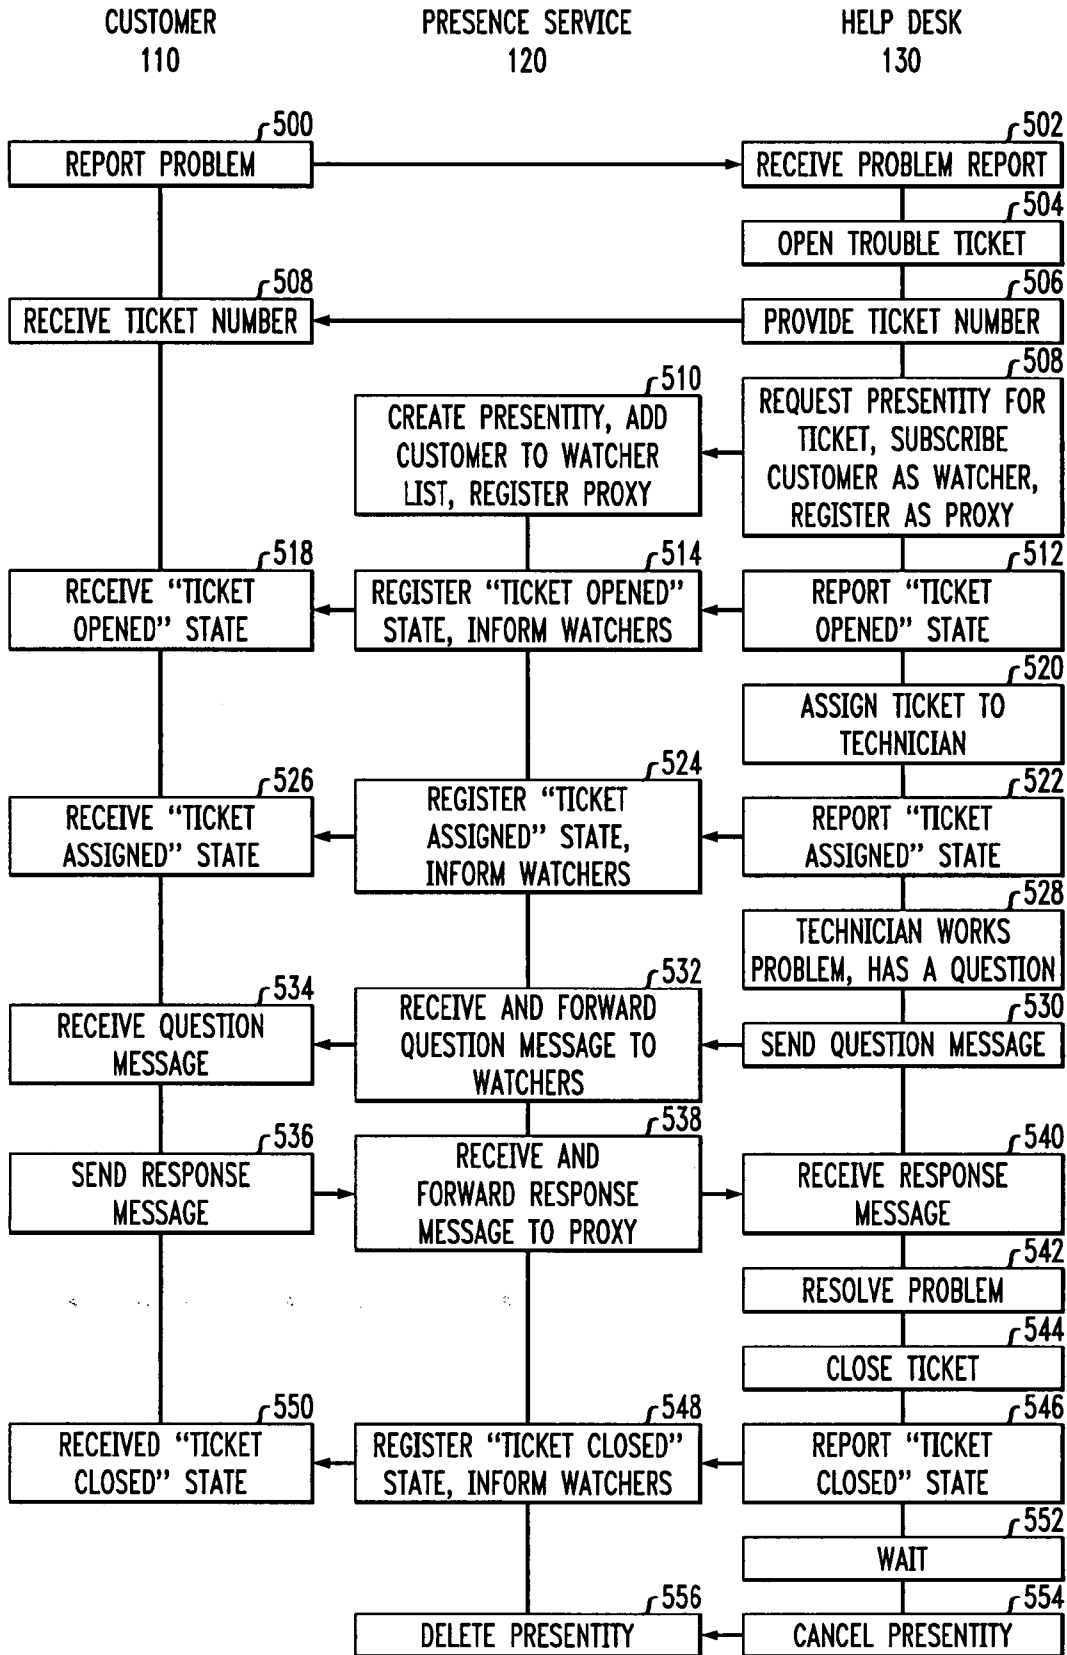 CUSTOMER
110
PRESENCE SERVICE
120
HELP DESK
130
500
REPORT PROBLEM
502
RECEIVE PROBLEM REPORT
504
OPEN TROUBLE TICKET
508
RECEIVE TICKET NUMBER
506
PROVIDE TICKET NUMBER
510
CREATE PRESENTITY, ADD
CUSTOMER TO WATCHER
LIST, REGISTER PROXY
508
REQUEST PRESENTITY FOR
TICKET, SUBSCRIBE
CUSTOMER AS WATCHER,
REGISTER AS PROXY
518
RECEIVE “TICKET
OPENED” STATE
514
REGISTER “TICKET OPENED”
STATE, INFORM WATCHERS
512
REPORT “TICKET
OPENED” STATE
520
ASSIGN TICKET TO
TECHNICIAN
526
RECEIVE “TICKET
ASSIGNED” STATE
524
REGISTER “TICKET
ASSIGNED” STATE,
INFORM WATCHERS
522
REPORT “TICKET
ASSIGNED” STATE
528
TECHNICIAN WORKS
PROBLEM, HAS A QUESTION
534
RECEIVE QUESTION
MESSAGE
532
RECEIVE AND FORWARD
QUESTION MESSAGE TO
WATCHERS
530
SEND QUESTION MESSAGE
536
SEND RESPONSE
MESSAGE
538
RECEIVE AND
FORWARD RESPONSE
MESSAGE TO PROXY
540
RECEIVE RESPONSE
MESSAGE
542
RESOLVE PROBLEM
544
CLOSE TICKET
550
RECEIVED “TICKET
CLOSED” STATE
548
REGISTER “TICKET CLOSED”
STATE, INFORM WATCHERS
546
REPORT “TICKET
CLOSED” STATE
552
WAIT
556
DELETE PRESENTITY
554
CANCEL PRESENTITY